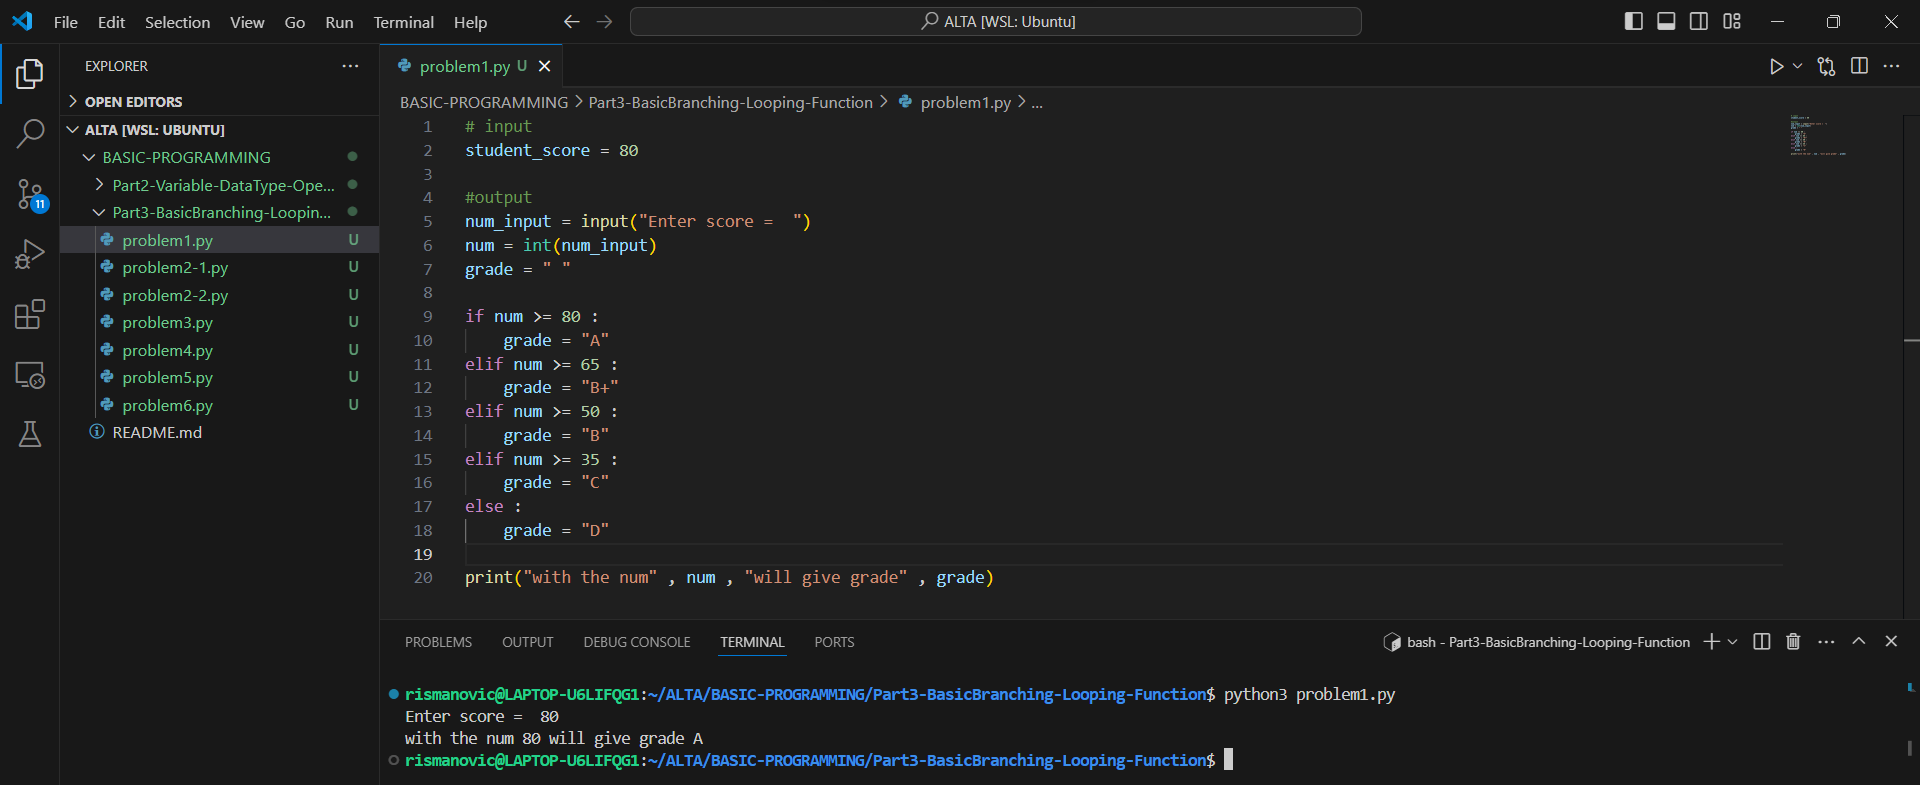 File Edit Selection View Go Run Terminal Help
ALTA [WSL: Ubuntu]
EXPLORER
OPEN EDITORS
ALTA [WSL: UBUNTU]
BASIC-PROGRAMMING
Part2-Variable-DataType-Ope...
Part3-BasicBranching-Loopin...
problem1.py U
problem2-1.py U
problem2-2.py U
problem3.py U
problem4.py U
problem5.py U
problem6.py U
README.md
11
problem1.py U
BASIC-PROGRAMMING > Part3-BasicBranching-Looping-Function > problem1.py > ...
1 # input
2 student_score = 80
3
4 #output
5 num_input = input("Enter score =  ")
6 num = int(num_input)
7 grade = " "
8
9 if num >= 80 :
10     grade = "A"
11 elif num >= 65 :
12     grade = "B+"
13 elif num >= 50 :
14     grade = "B"
15 elif num >= 35 :
16     grade = "C"
17 else :
18     grade = "D"
19
20 print("with the num" , num , "will give grade" , grade)
PROBLEMS OUTPUT DEBUG CONSOLE TERMINAL PORTS
bash - Part3-BasicBranching-Looping-Function
rismanovic@LAPTOP-U6LIFQG1:~/ALTA/BASIC-PROGRAMMING/Part3-BasicBranching-Looping-Function$ python3 problem1.py
Enter score =  80
with the num 80 will give grade A
rismanovic@LAPTOP-U6LIFQG1:~/ALTA/BASIC-PROGRAMMING/Part3-BasicBranching-Looping-Function$